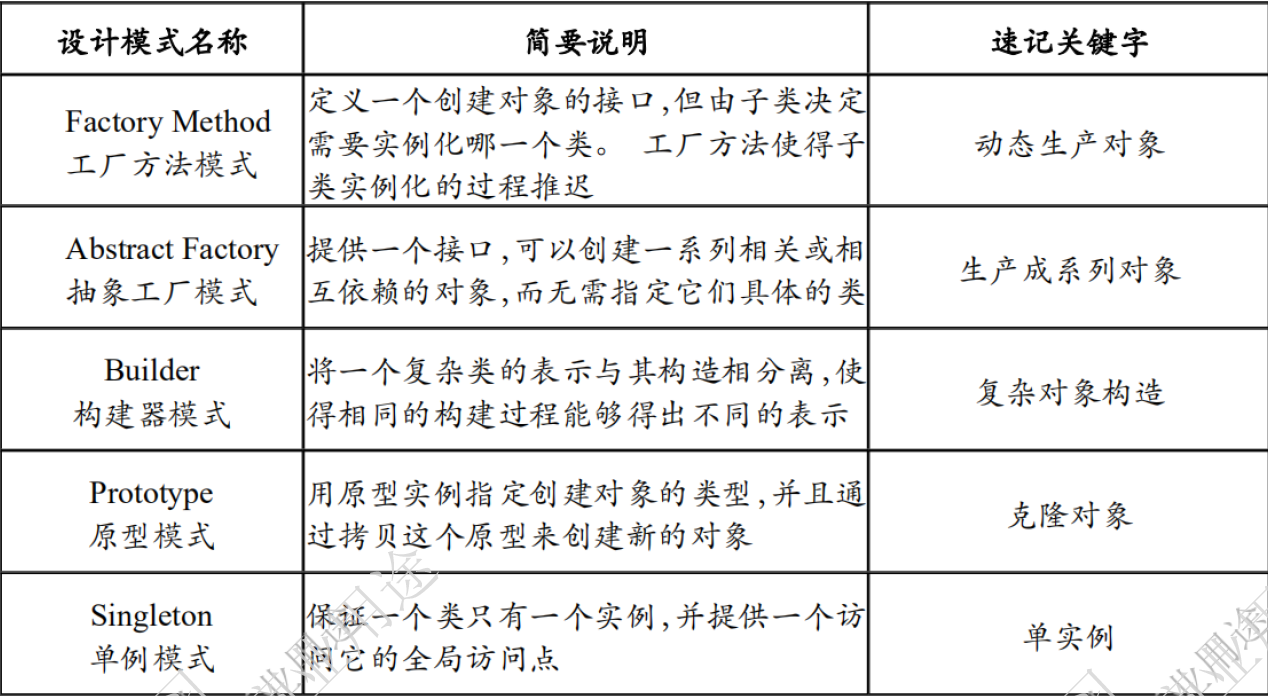 设计模式名称 简要说明 速记关键字
Factory Method
工厂方法模式
定义一个创建对象的接口,但由子类决定
需要实例化哪一个类。 工厂方法使得子
类实例化的过程推迟
动态生产对象
Abstract Factory
抽象工厂模式
提供一个接口,可以创建一系列相关或相
互依赖的对象,而无需指定它们具体的类
生产成系列对象
Builder
构建器模式
将一个复杂类的表示与其构造相分离,使
得相同的构建过程能够得出不同的表示
复杂对象构造
Prototype
原型模式
用原型实例指定创建对象的类型,并且通
过拷贝这个原型来创建新的对象
克隆对象
Singleton
单例模式
保证一个类只有一个实例,并提供一个访
问它的全局访问点
单实例